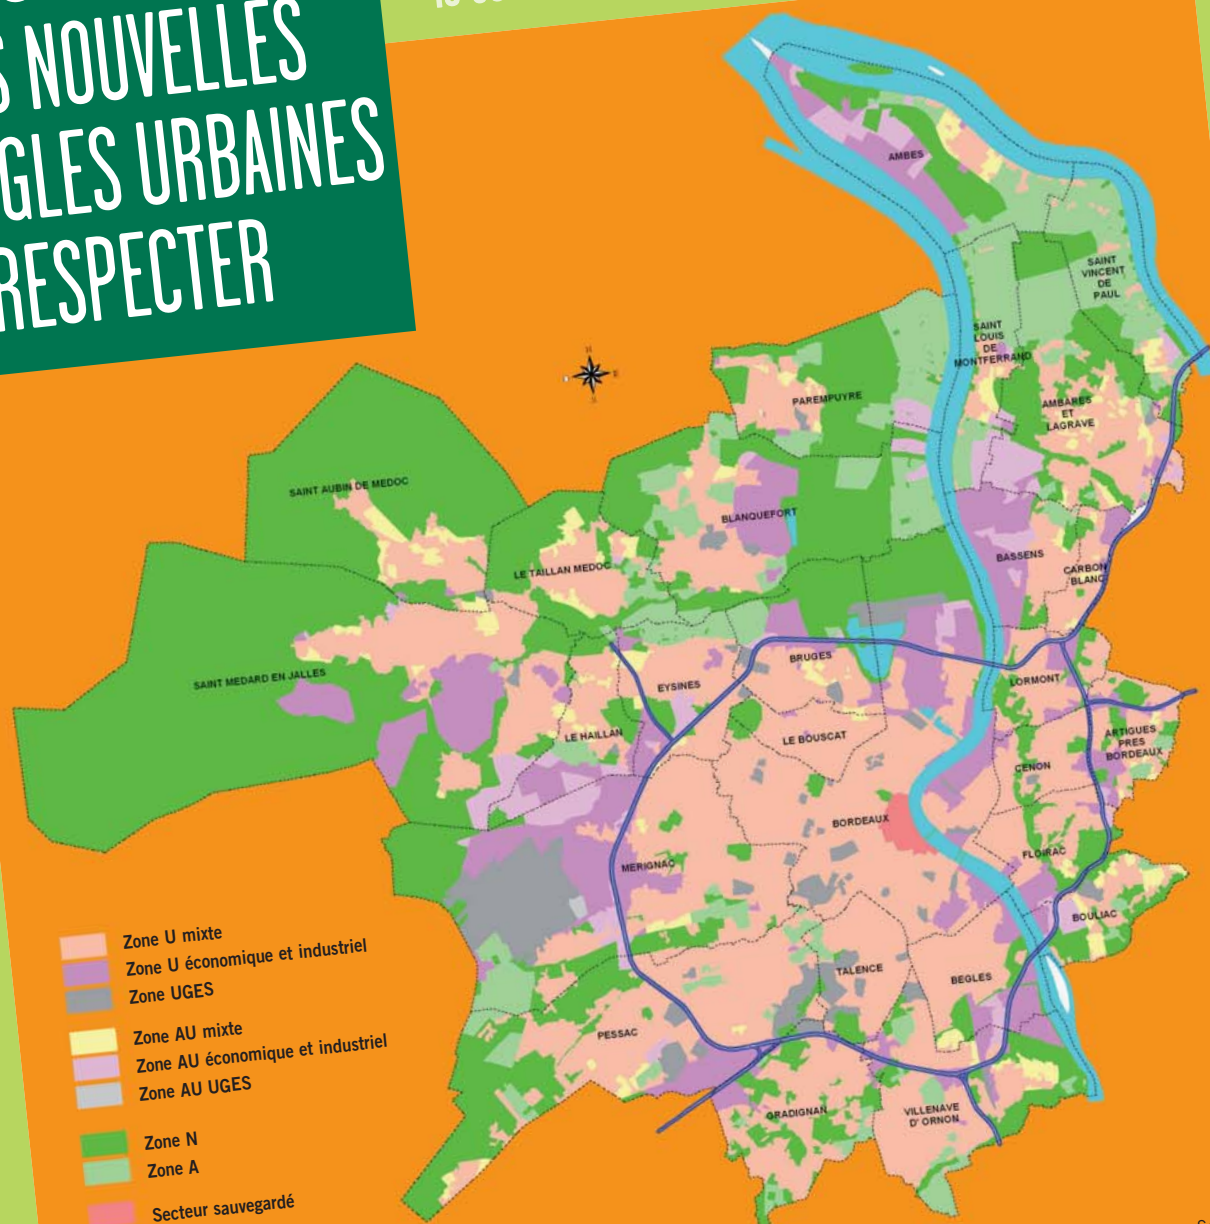 S NOUVELLES
GLES URBAINES
RESPECTER
AMBES
SAINT
VINCENT
DE
PAUL
SAINT
LOUIS
DE
MONTFERRAND
N
E
S
PAREMPUYRE
AMBARES
ET
LAGRAVE
SAINT AUBIN DE MEDOC
BLANQUEFORT
LE TAILLAN MEDOC
BASSENS
CARBON
BLANC
SAINT MEDARD EN JALLES
BRUGES
EYSINES
LORMONT
LE HAILLAN
LE BOUSCAT
ARTIGUES
PRES
BORDEAUX
CENON
BORDEAUX
MERIGNAC
FLOIRAC
BOULIAC
TALENCE
BEGLES
PESSAC
GRADIGNAN
VILLENAVE
D' ORNON
Zone U mixte
Zone U économique et industriel
Zone UGES
Zone AU mixte
Zone AU économique et industriel
Zone AU UGES
Zone N
Zone A
Secteur sauvegardé